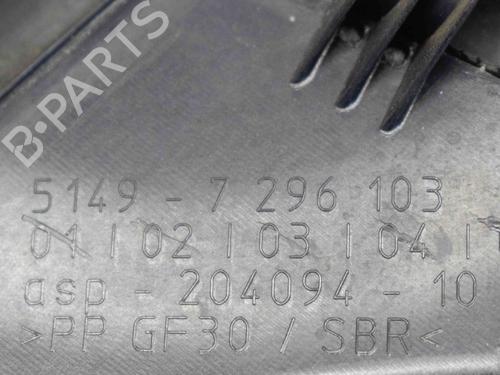 B-PARTS
5149 - 7 296 103
01 | 02 | 03 | 04 |
asp - 204094 - 10
>PP GF30 / SBR<